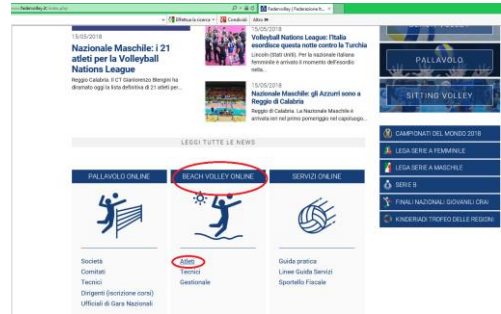 www.federvolley.it/index.php
Federvolley | Federazione It...
Effettua la ricerca
Condividi
Altro »
15/05/2018
Nazionale Maschile: i 21
atleti per la Volleyball
Nations League
Reggio Calabria. Il CT Gianlorenzo Blengini ha
diramato oggi la lista definitiva di 21 atleti per...
15/05/2018
Volleyball Nations League: l'Italia
esordisce questa notte contro la Turchia
Lincoln (Stati Uniti). Per la nazionale italiana
femminile è arrivato il momento dell'esordio
nella...
15/05/2018
Nazionale Maschile: gli Azzurri sono a
Reggio di Calabria
Reggio di Calabria. La Nazionale Maschile è
arrivata ieri nel primo pomeriggio nel capoluogo...
LEGGI TUTTE LE NEWS
PALLAVOLO ONLINE
Società
Comitati
Tecnici
Dirigenti (iscrizione corsi)
Ufficiali di Gara Nazionali
BEACH VOLLEY ONLINE
Atleti
Tecnici
Gestionale
SERVIZI ONLINE
Guida pratica
Linee Guida Servizi
Sportello Fiscale
PALLAVOLO
SITTING VOLLEY
CAMPIONATI DEL MONDO 2018
LEGA SERIE A FEMMINILE
LEGA SERIE A MASCHILE
SERIE B
FINALI NAZIONALI GIOVANILI CRAI
KINDERIADI TROFEO DELLE REGIONI